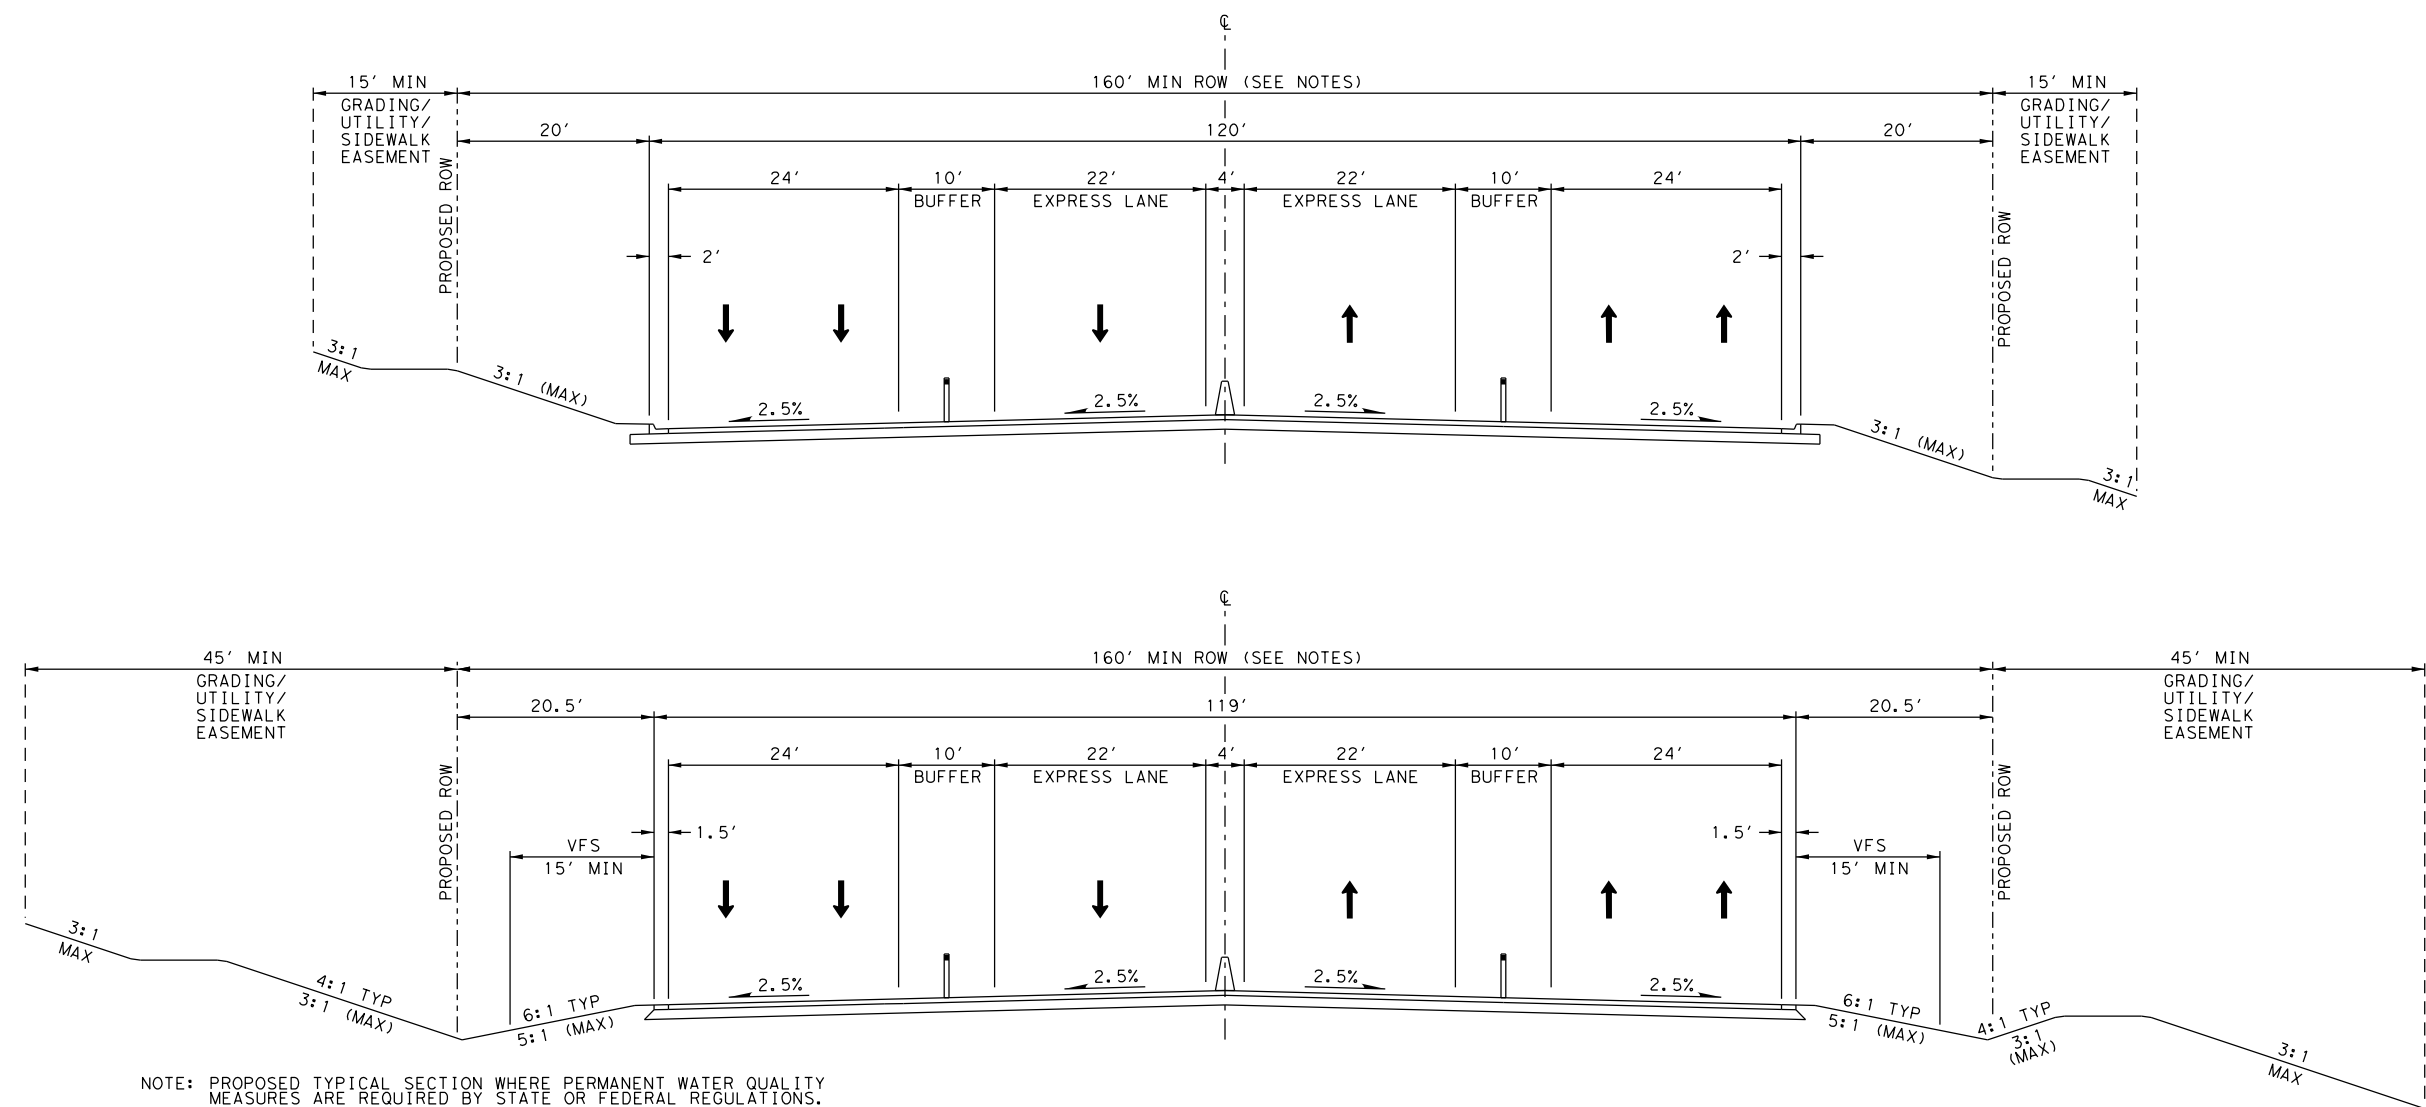 ℄
15' MIN
160' MIN ROW (SEE NOTES)
15' MIN
GRADING/
UTILITY/
SIDEWALK
EASEMENT
GRADING/
UTILITY/
SIDEWALK
EASEMENT
20'
120'
20'
PROPOSED ROW
PROPOSED ROW
24'
10'
22'
4'
22'
10'
24'
BUFFER
EXPRESS LANE
EXPRESS LANE
BUFFER
2'
2'
3:1
MAX
3:1 (MAX)
2.5%
2.5%
2.5%
2.5%
3:1 (MAX)
3:1
MAX
℄
45' MIN
160' MIN ROW (SEE NOTES)
45' MIN
GRADING/
UTILITY/
SIDEWALK
EASEMENT
GRADING/
UTILITY/
SIDEWALK
EASEMENT
20.5'
119'
20.5'
24'
10'
22'
4'
22'
10'
24'
BUFFER
EXPRESS LANE
EXPRESS LANE
BUFFER
PROPOSED ROW
PROPOSED ROW
1.5'
1.5'
VFS
15' MIN
VFS
15' MIN
3:1
MAX
4:1 TYP
3:1 (MAX)
6:1 TYP
5:1 (MAX)
2.5%
2.5%
2.5%
2.5%
6:1 TYP
5:1 (MAX)
4:1 TYP
3:1
(MAX)
3:1
MAX
NOTE: PROPOSED TYPICAL SECTION WHERE PERMANENT WATER QUALITY
MEASURES ARE REQUIRED BY STATE OR FEDERAL REGULATIONS.